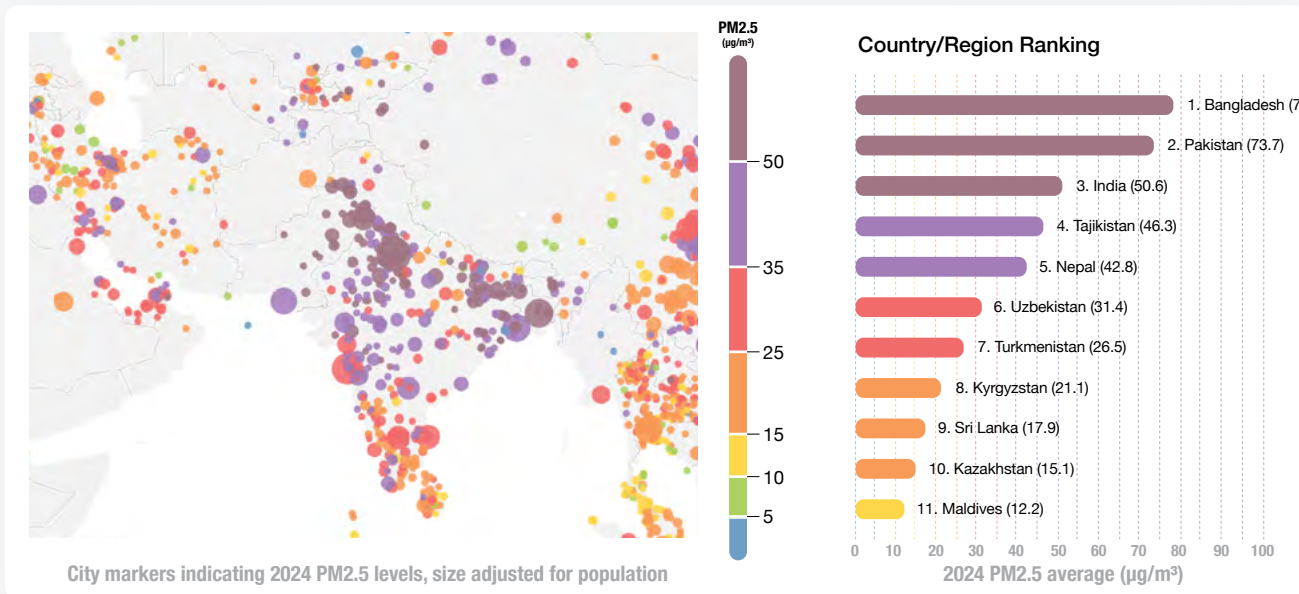 PM2.5
(µg/m³)
50
35
25
15
10
5
City markers indicating 2024 PM2.5 levels, size adjusted for population
Country/Region Ranking
1. Bangladesh (7
2. Pakistan (73.7)
3. India (50.6)
4. Tajikistan (46.3)
5. Nepal (42.8)
6. Uzbekistan (31.4)
7. Turkmenistan (26.5)
8. Kyrgyzstan (21.1)
9. Sri Lanka (17.9)
10. Kazakhstan (15.1)
11. Maldives (12.2)
0 10 20 30 40 50 60 70 80 90 100
2024 PM2.5 average (µg/m³)